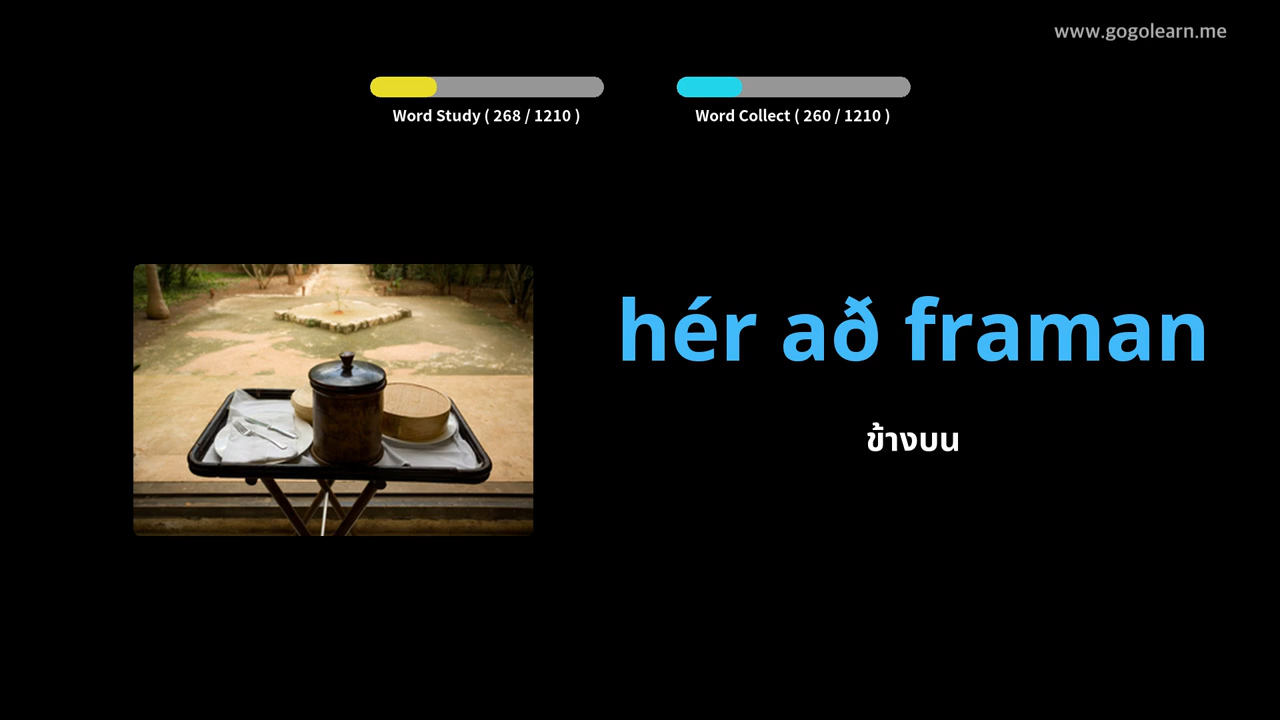 www.gogolearn.me
Word Study ( 268 / 1210 )
Word Collect ( 260 / 1210 )
hér að framan
ข้างบน